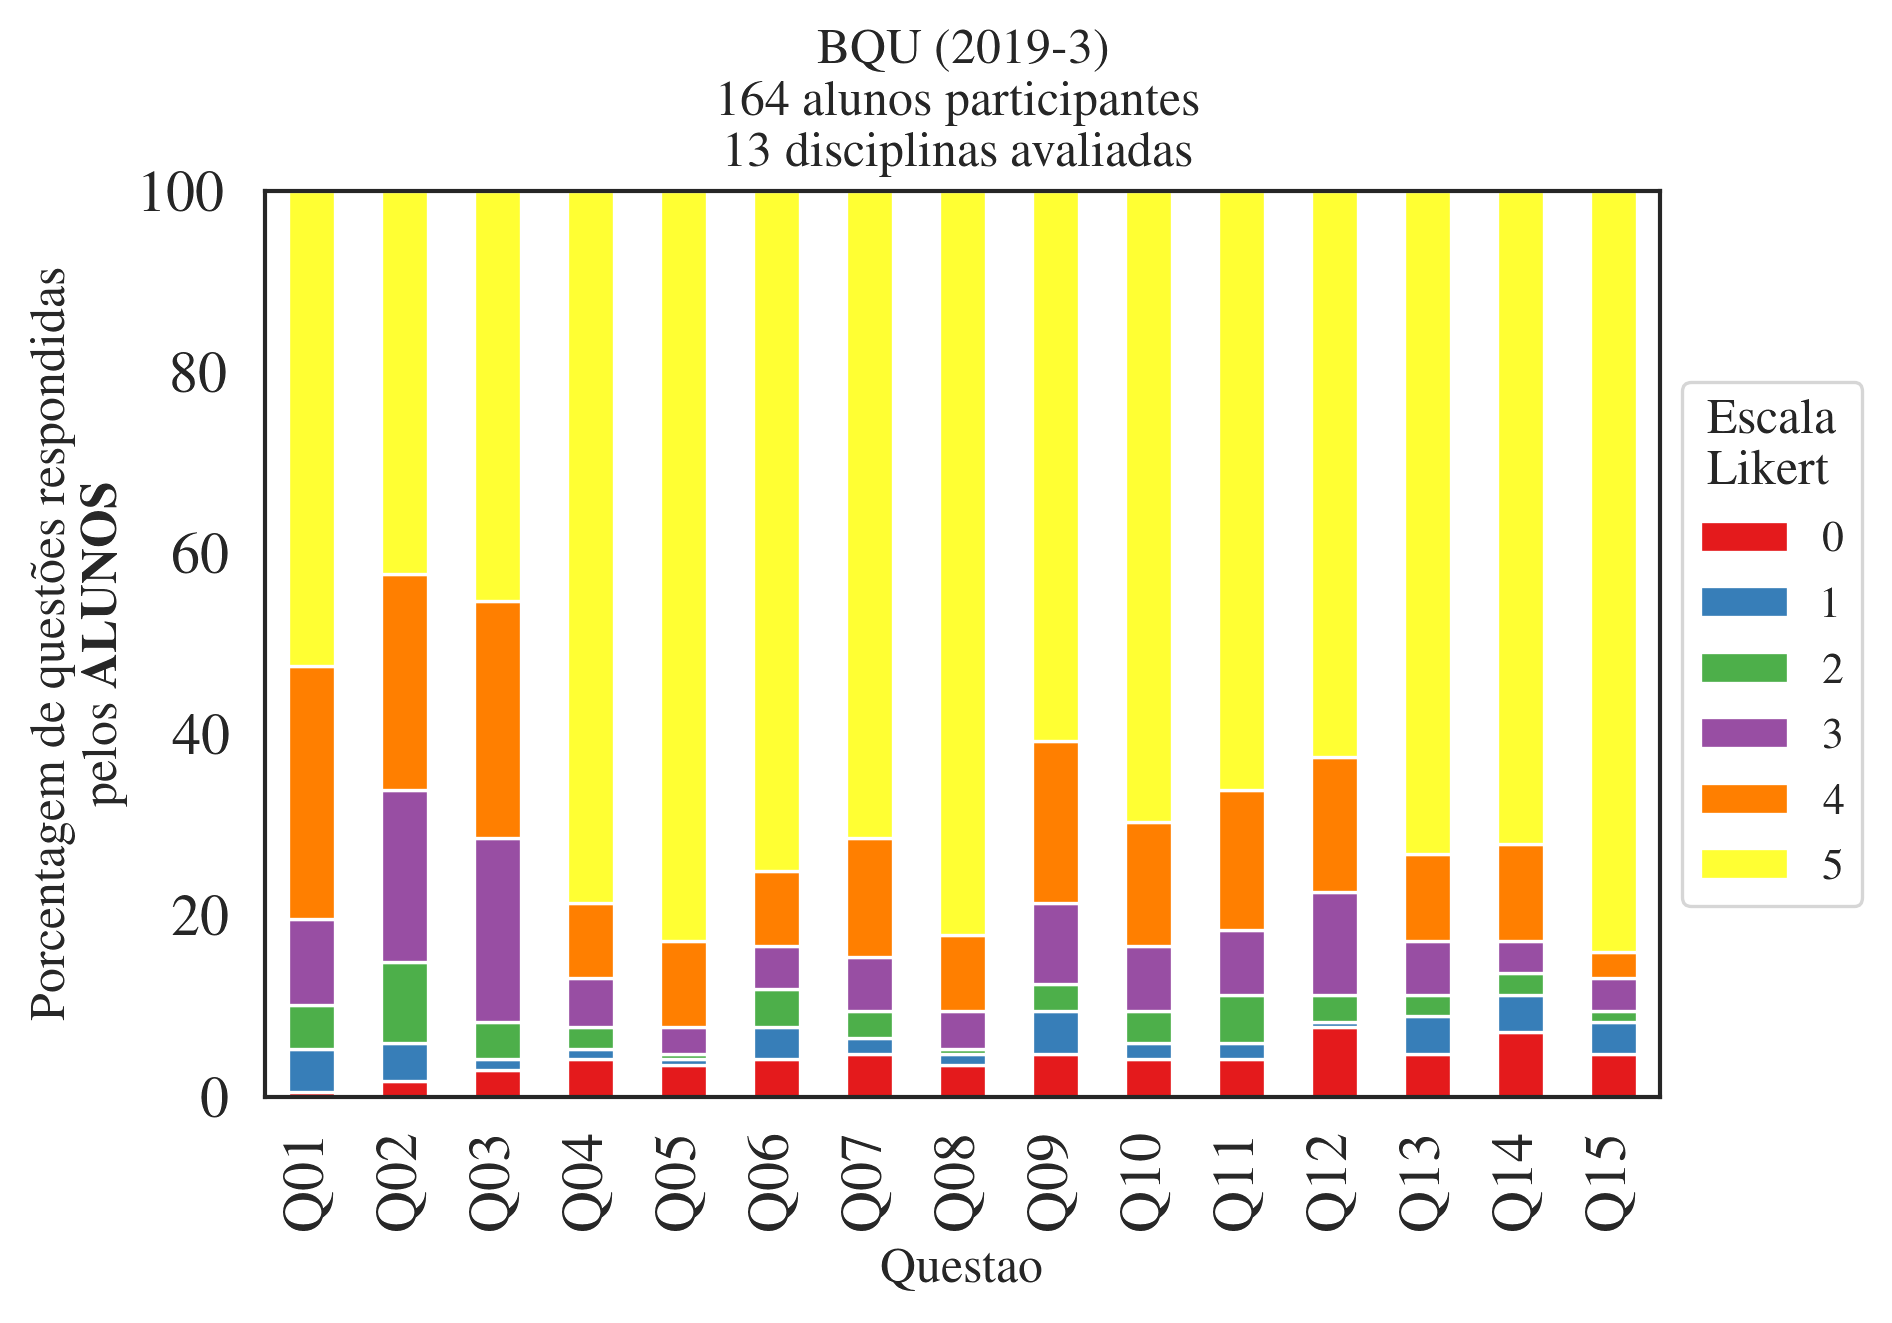 BQU (2019-3)
164 alunos participantes
13 disciplinas avaliadas
Porcentagem de questões respondidas
pelos ALUNOS
100
80
60
40
20
0
Q01
Q02
Q03
Q04
Q05
Q06
Q07
Q08
Q09
Q10
Q11
Q12
Q13
Q14
Q15
Questao
Escala
Likert
0
1
2
3
4
5